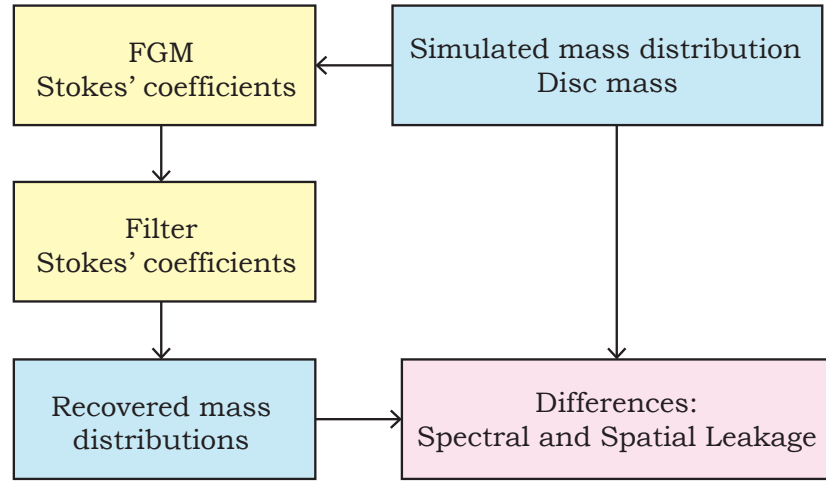 FGM
Stokes’ coefficients
Simulated mass distribution
Disc mass
Filter
Stokes’ coefficients
Recovered mass
distributions
Differences:
Spectral and Spatial Leakage